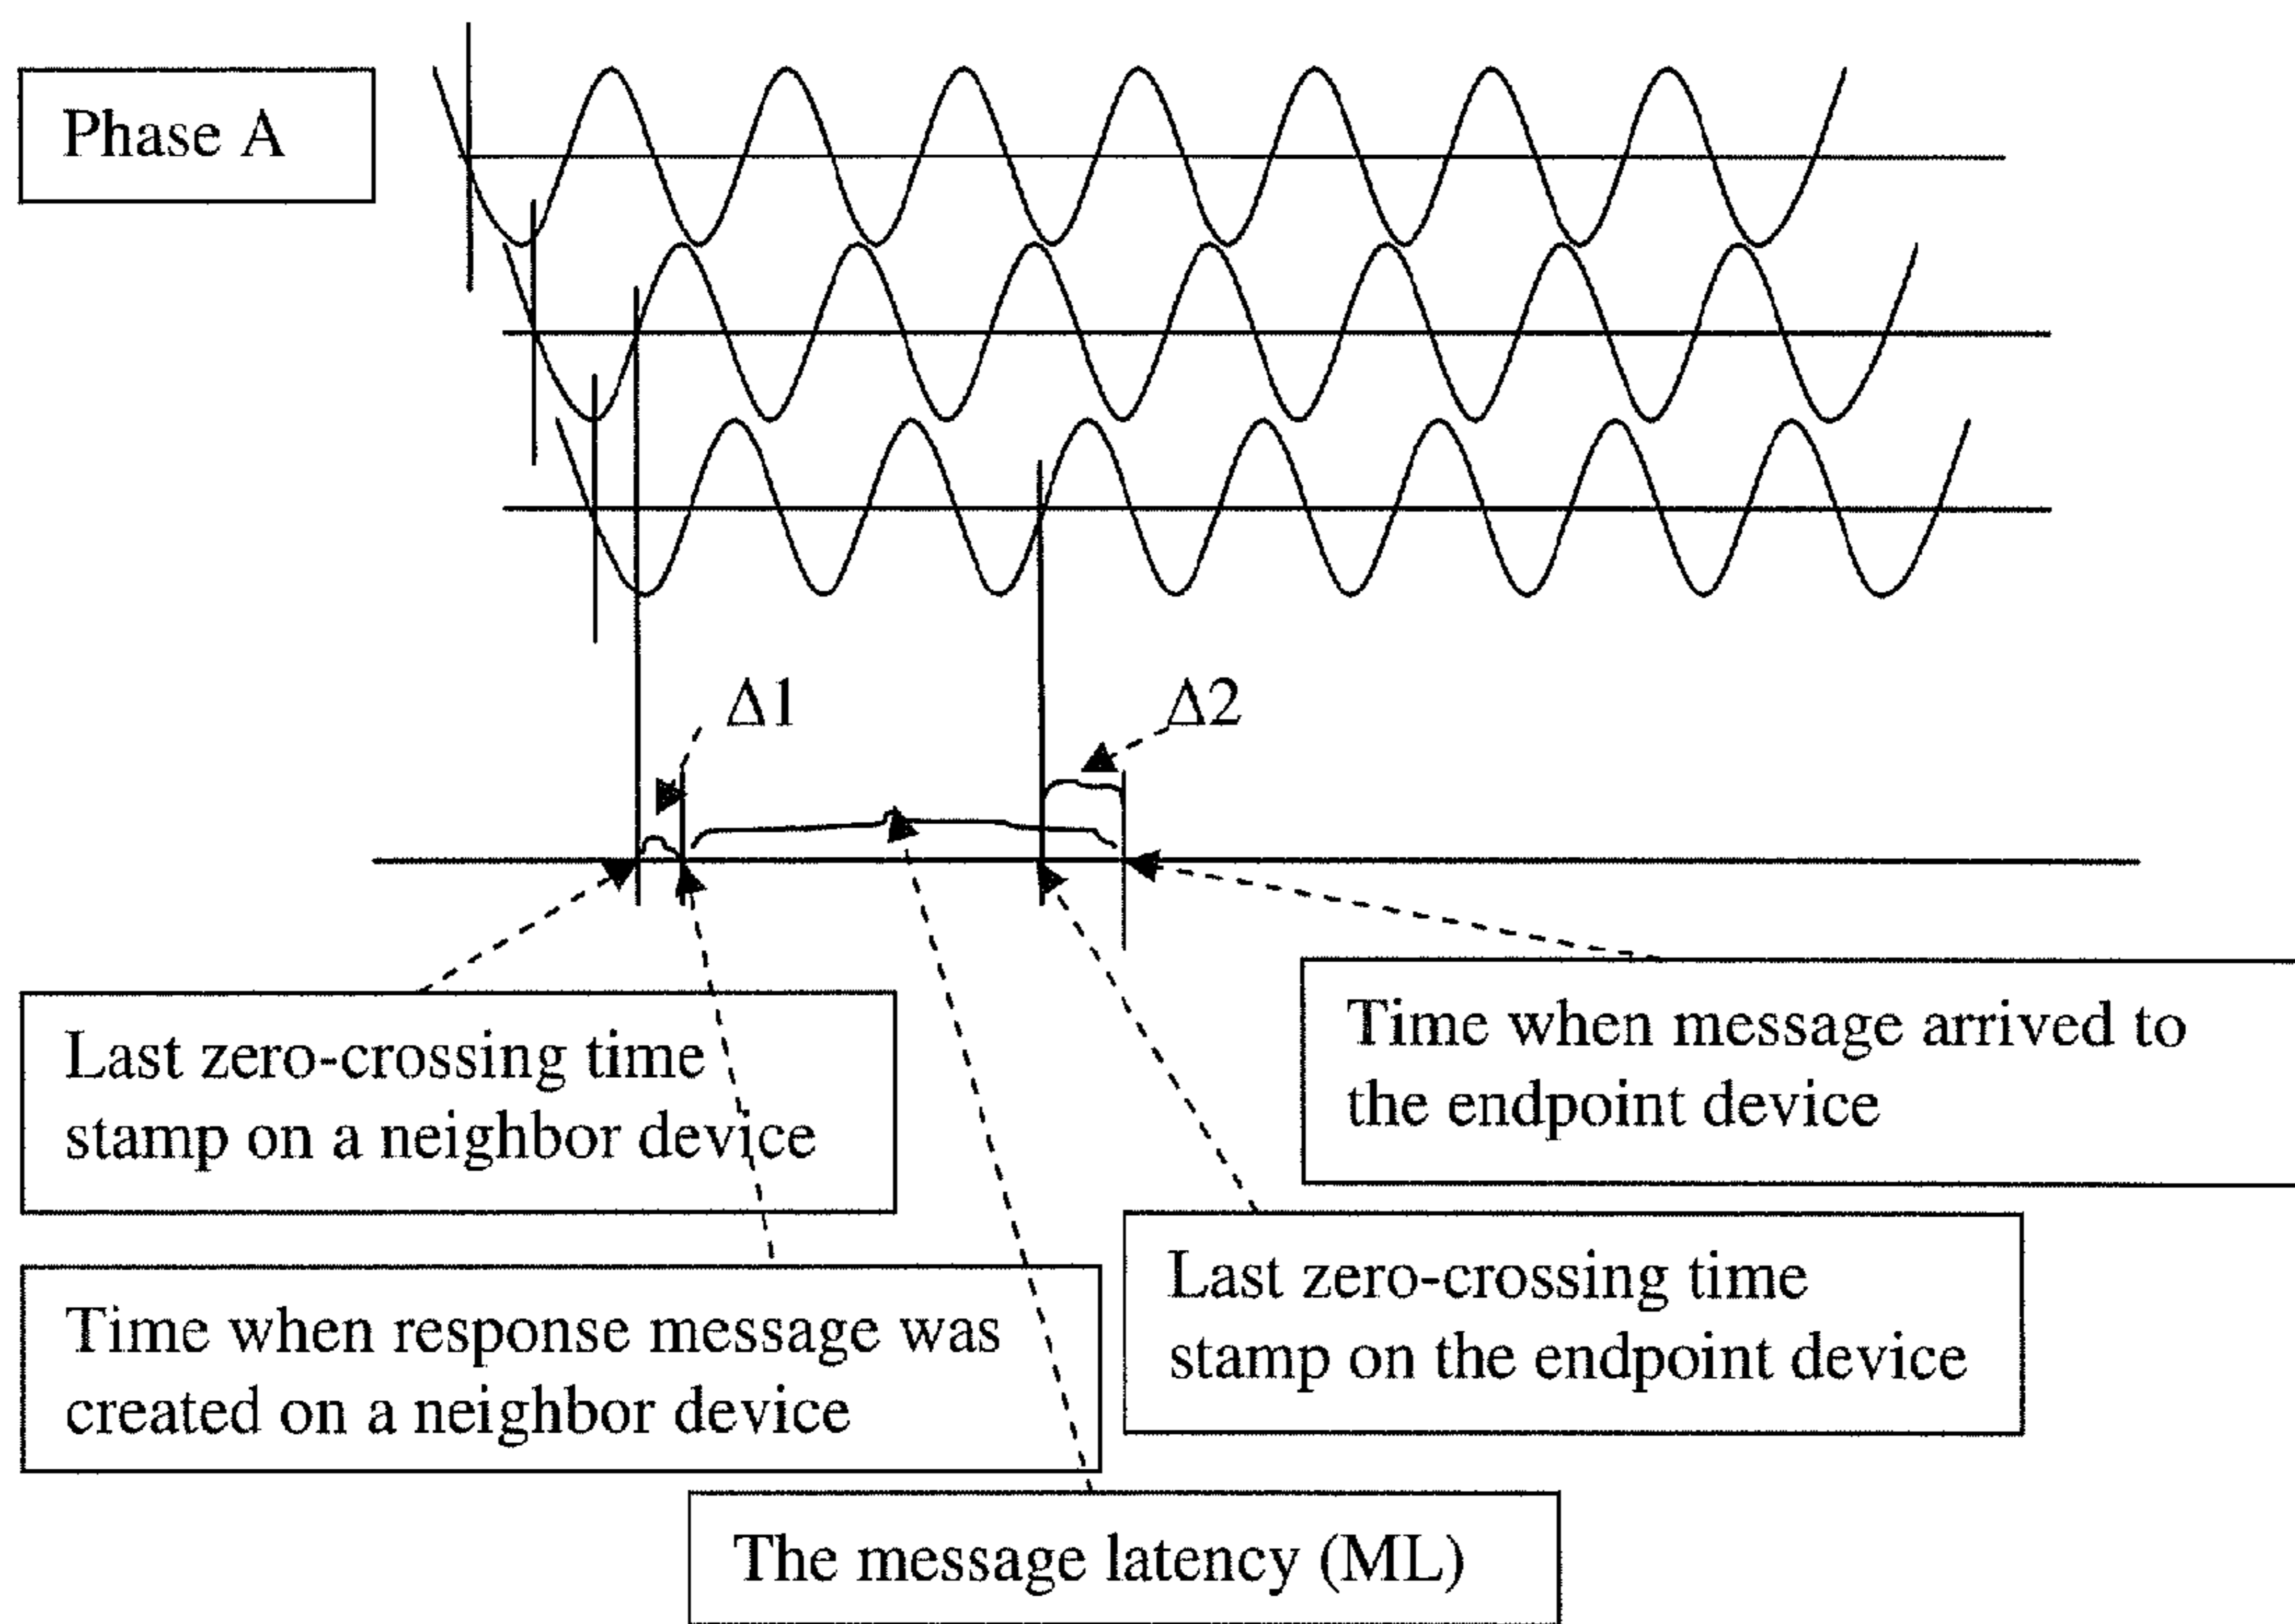 Phase A
Δ1
Δ2
Last zero-crossing time
stamp on a neighbor device
Time when message arrived to
the endpoint device
Last zero-crossing time
stamp on the endpoint device
Time when response message was
created on a neighbor device
The message latency (ML)